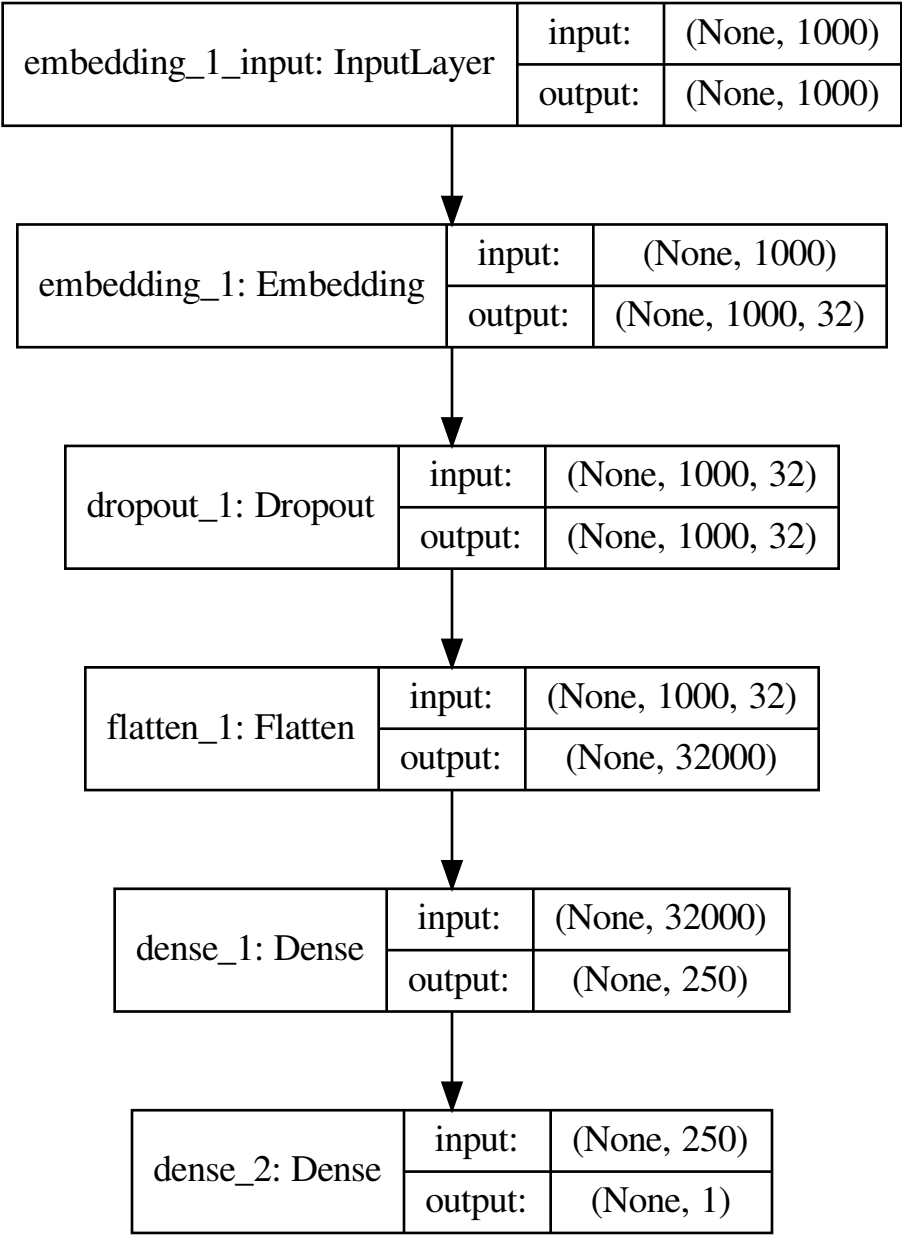 embedding_1_input: InputLayer
input: (None, 1000)
output: (None, 1000)
embedding_1: Embedding
input: (None, 1000)
output: (None, 1000, 32)
dropout_1: Dropout
input: (None, 1000, 32)
output: (None, 1000, 32)
flatten_1: Flatten
input: (None, 1000, 32)
output: (None, 32000)
dense_1: Dense
input: (None, 32000)
output: (None, 250)
dense_2: Dense
input: (None, 250)
output: (None, 1)